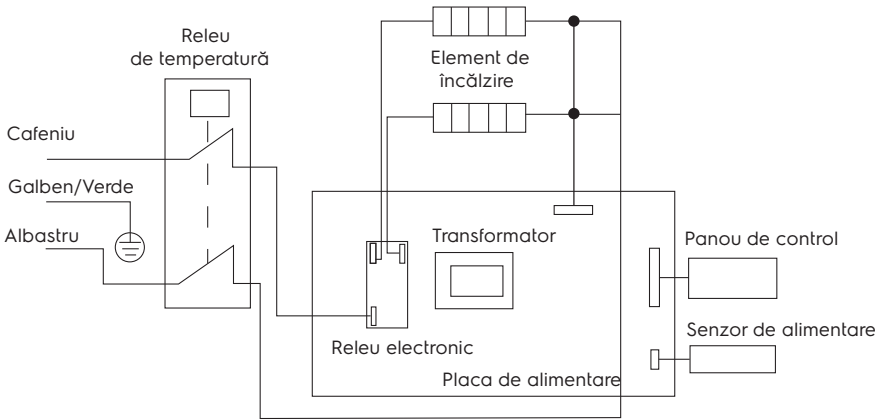 Releu
de temperatură
Element de
încălzire
Cafeniu
Galben/Verde
Albastru
Transformator
Panou de control
Releu electronic
Senzor de alimentare
Placa de alimentare